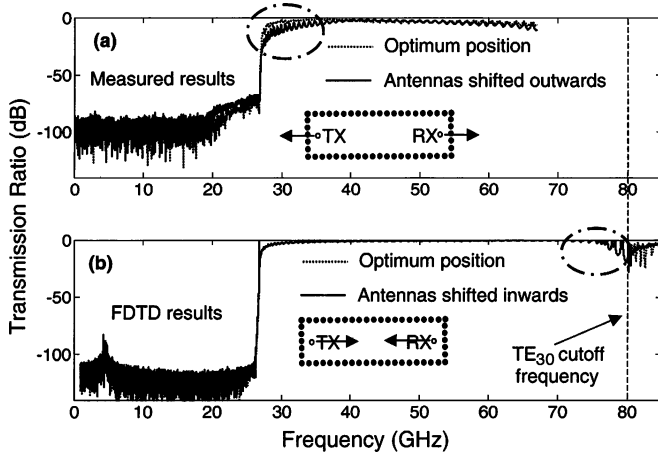 Transmission Ratio (dB)
0
-50
-100
(a)
Measured results
Optimum position
Antennas shifted outwards
TX
RX
0
10
20
30
40
50
60
70
80
0
-50
-100
(b)
FDTD results
Optimum position
Antennas shifted inwards
TX
RX
TE30 cutoff
frequency
0
10
20
30
40
50
60
70
80
Frequency (GHz)